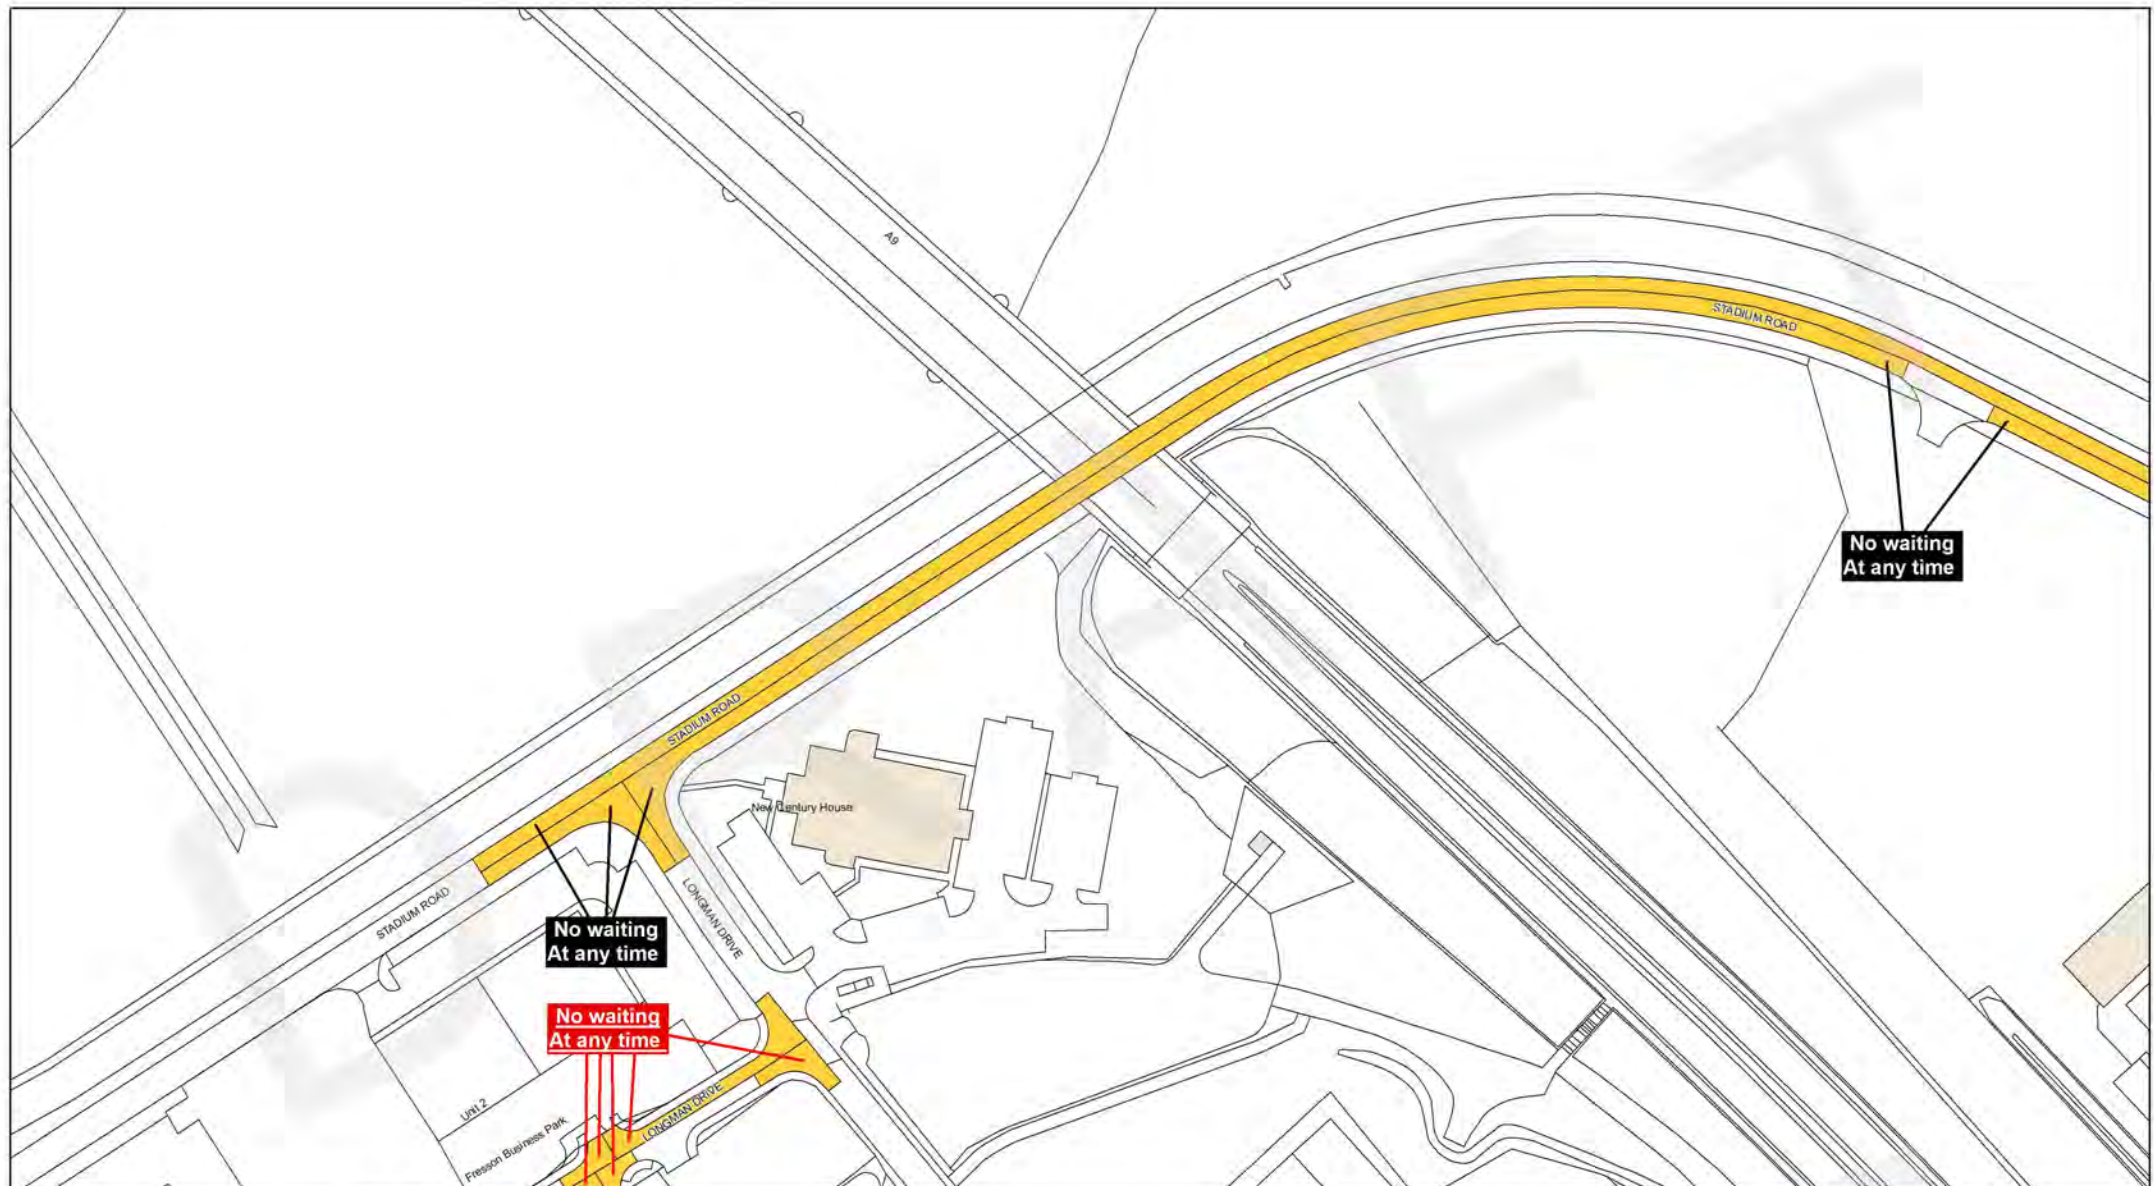 A9
STADIUM ROAD
No waiting
At any time
STADIUM ROAD
New Century House
STADIUM ROAD
LONGMAN DRIVE
No waiting
At any time
No waiting
At any time
LONGMAN DRIVE
Unit 2
Fresson Business Park